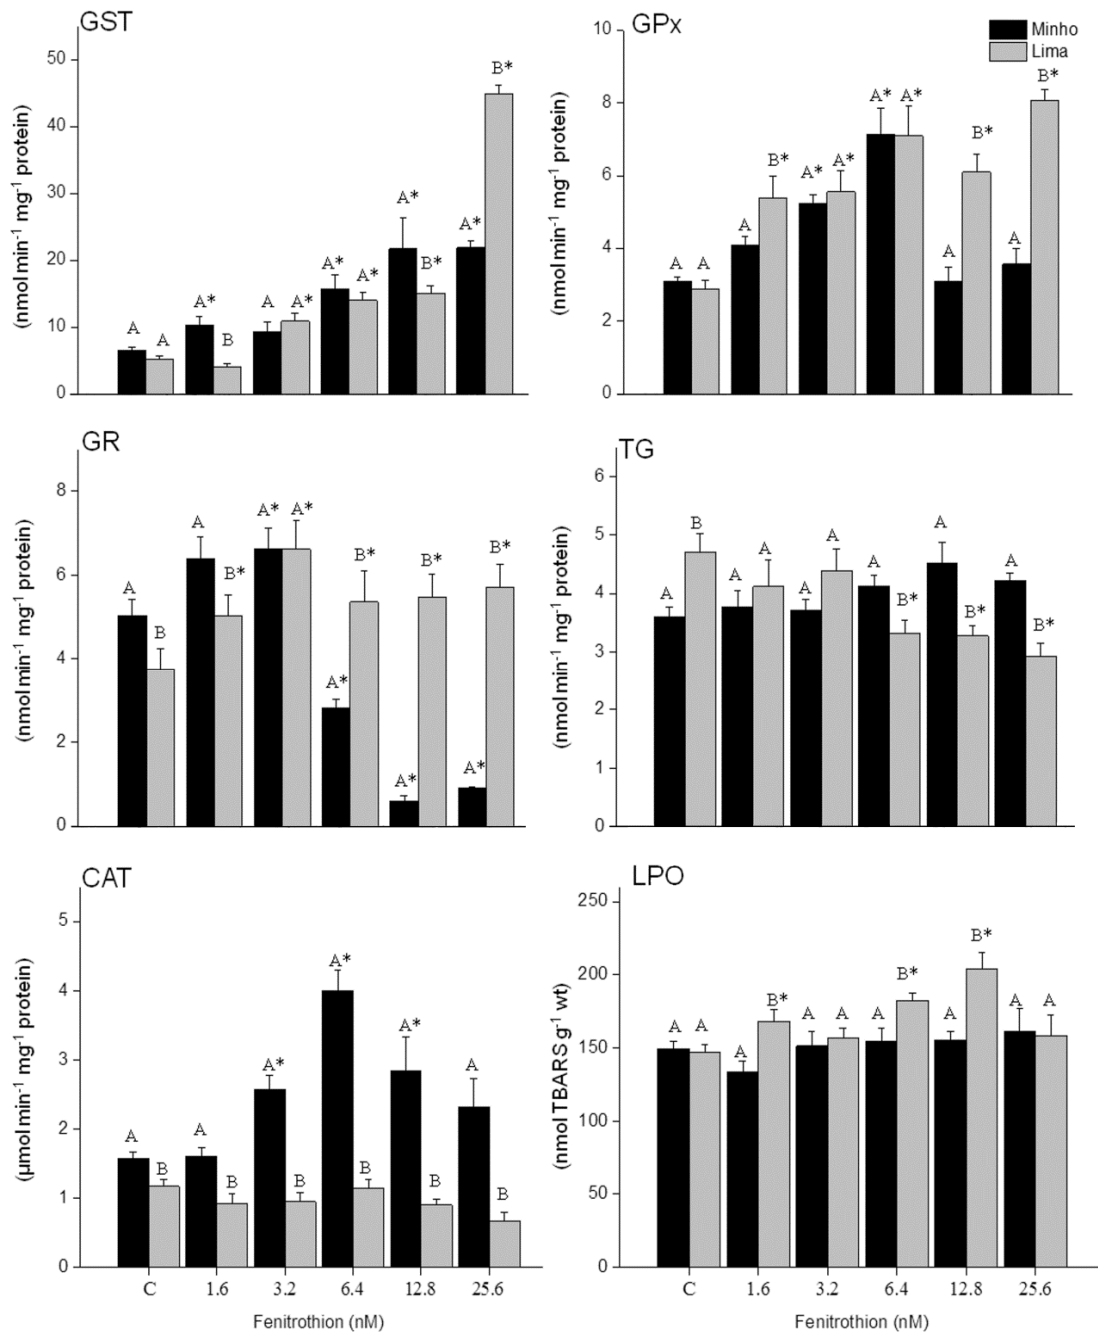 GST
50
40
30
20
10
0
(nmol min-1 mg-1 protein)
A
A
A*
B
A
A*
A*
A*
A*
B*
A*
B*
GPx
Minho
Lima
10
8
6
4
2
0
(nmol min-1 mg-1 protein)
A
A
A
B*
A*
A*
A*
A*
A
B*
A
B*
GR
8
6
4
2
0
(nmol min-1 mg-1 protein)
A
B
A
B*
A*
A*
A*
B*
A*
B*
A*
B*
TG
6
5
4
3
2
1
0
(nmol min-1 mg-1 protein)
A
B
A
A
A
A
A
B*
A
B*
A
B*
CAT
5
4
3
2
1
0
(µmol min-1 mg-1 protein)
A
B
A
B
A*
B
A*
B
A*
B
A
B
C 1.6 3.2 6.4 12.8 25.6
Fenitrothion (nM)
LPO
250
200
150
100
50
0
(nmol TBARS g-1 wt)
A
A
A
B*
A
A
A
B*
A
B*
A
A
C 1.6 3.2 6.4 12.8 25.6
Fenitrothion (nM)